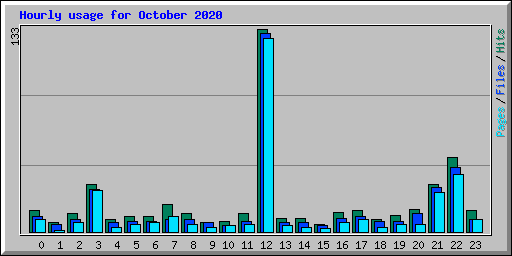 Hourly usage for October 2020
133
Pages/Files/Hits
0 1 2 3 4 5 6 7 8 9 10 11 12 13 14 15 16 17 18 19 20 21 22 23